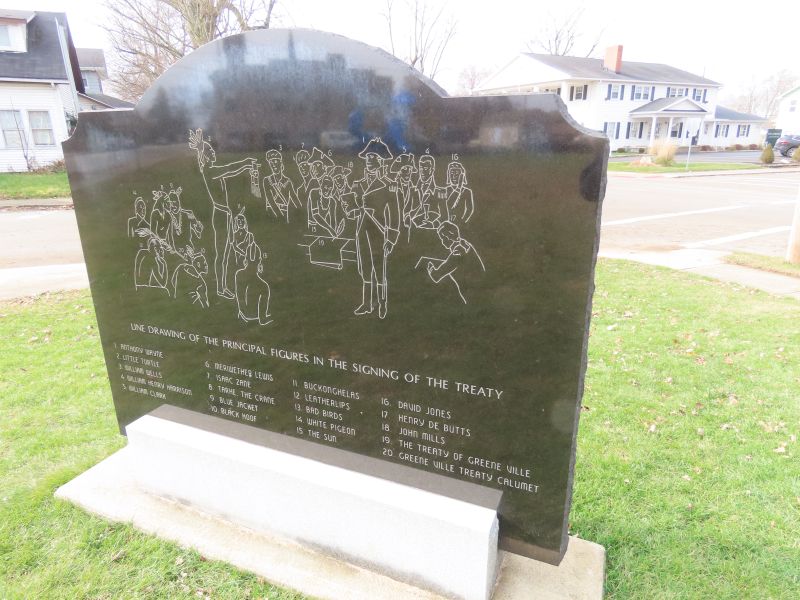 LINE DRAWING OF THE PRINCIPAL FIGURES IN THE SIGNING OF THE TREATY
1. ANTHONY WAYNE
2. LITTLE TURTLE
3. WILLIAM WELLS
4. WILLIAM HENRY HARRISON
5. WILLIAM CLARK
6. MERIWETHER LEWIS
7. ISAAC ZANE
8. TARHE, THE CRANE
9. BLUE JACKET
10. BLACK HOOF
11. BUCKONGHELAS
12. LEATHERLIPS
13. BAD BIRDS
14. WHITE PIGEON
15. THE SUN
16. DAVID JONES
17. HENRY DE BUTTS
18. JOHN MILLS
19. THE TREATY OF GREENE VILLE
20. GREENE VILLE TREATY CALUMET